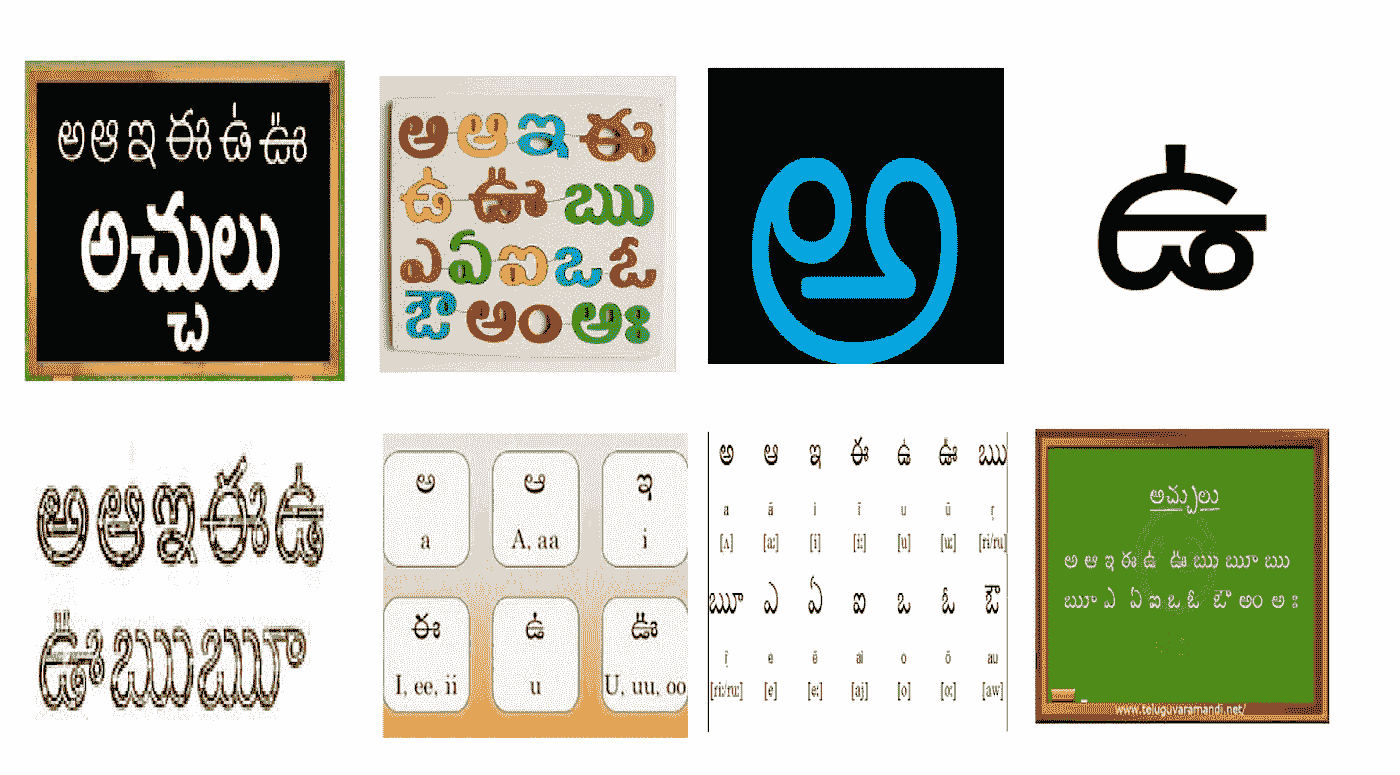 అ ఆ ఇ ఈ ఉ ఊ
అచ్చులు
అ ఆ ఇ ఈ
ఉ ఊ ఋ
ఎ ఏ ఐ ఒ ఓ
ఔ అం అః
అ
ఉ
అ ఆ ఇ ఈ ఉ
ఊ ఋ ౠ
అ ఆ ఇ
a A, aa i
ఈ ఉ ఊ
I, ee, ii u U, uu, oo
అ ఆ ఇ ఈ ఉ ఊ ఋ
a ā i ī u ū ṛ
[ʌ] [aː] [i] [iː] [u] [uː] [ri/ru]
ౠ ఎ ఏ ఐ ఒ ఓ ఔ
ṝ e ē ai o ō au
[riː/ruː] [e] [eː] [aj] [o] [oː] [aw]
అచ్చులు
అ ఆ ఇ ఈ ఉ ఊ ఋ ౠ ఋ
ౠ ఎ ఏ ఐ ఒ ఓ ఔ అం అ ః
www.teluguvaramandi.net/